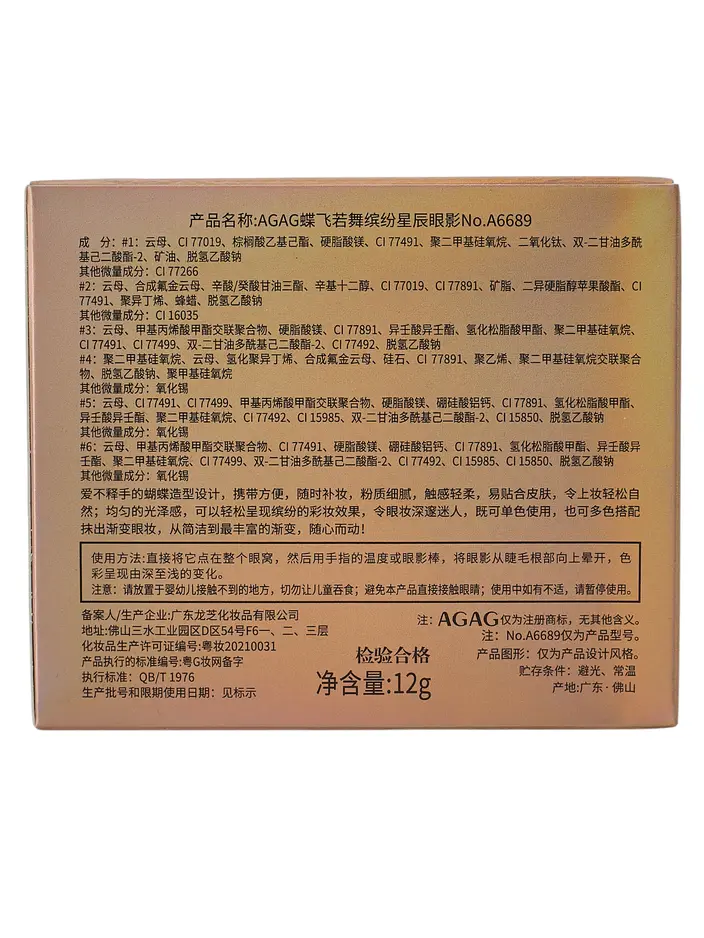 产品名称:AGAG蝶飞若舞缤纷星辰眼影No.A6689
成 分：#1：云母、CI 77019、棕榈酸乙基己酯、硬脂酸镁、CI 77491、聚二甲基硅氧烷、二氧化钛、双-二甘油多酰
基己二酸酯-2、矿油、脱氢乙酸钠
其他微量成分：CI 77266
#2：云母、合成氟金云母、辛酸/癸酸甘油三酯、辛基十二醇、CI 77019、CI 77891、矿脂、二异硬脂醇苹果酸酯、CI
77491、聚异丁烯、蜂蜡、脱氢乙酸钠
其他微量成分：CI 16035
#3：云母、甲基丙烯酸甲酯交联聚合物、硬脂酸镁、CI 77891、异壬酸异壬酯、氢化松脂酸甲酯、聚二甲基硅氧烷、
CI 77491、CI 77499、双-二甘油多酰基己二酸酯-2、CI 77492、脱氢乙酸钠
#4：聚二甲基硅氧烷、云母、氢化聚异丁烯、合成氟金云母、硅石、CI 77891、聚乙烯、聚二甲基硅氧烷交联聚合
物、脱氢乙酸钠、聚甲基硅氧烷
其他微量成分：氧化锡
#5：云母、CI 77491、CI 77499、甲基丙烯酸甲酯交联聚合物、硬脂酸镁、硼硅酸铝钙、CI 77891、氢化松脂酸甲酯、
异壬酸异壬酯、聚二甲基硅氧烷、CI 77492、CI 15985、双-二甘油多酰基己二酸酯-2、CI 15850、脱氢乙酸钠
其他微量成分：氧化锡
#6：云母、甲基丙烯酸甲酯交联聚合物、CI 77491、硬脂酸镁、硼硅酸铝钙、CI 77891、氢化松脂酸甲酯、异壬酸异
壬酯、聚二甲基硅氧烷、CI 77499、双-二甘油多酰基己二酸酯-2、CI 77492、CI 15985、CI 15850、脱氢乙酸钠
其他微量成分：氧化锡
爱不释手的蝴蝶造型设计，携带方便，随时补妆，粉质细腻，触感轻柔，易贴合皮肤，令上妆轻松自
然；均匀的光泽感，可以轻松呈现缤纷的彩妆效果，令眼妆深邃迷人，既可单色使用，也可多色搭配
抹出渐变眼妆，从简洁到最丰富的渐变，随心而动！
使用方法:直接将它点在整个眼窝，然后用手指的温度或眼影棒，将眼影从睫毛根部向上晕开，色
彩呈现由深至浅的变化。
注意：请放置于婴幼儿接触不到的地方，切勿让儿童吞食；避免本产品直接接触眼睛；使用中如有不适，请暂停使用。
备案人/生产企业:广东龙芝化妆品有限公司
地址:佛山三水工业园区D区54号F6一、二、三层
化妆品生产许可证编号:粤妆20210031
产品执行的标准编号:粤G妆网备字
执行标准：QB/T 1976
生产批号和限期使用日期：见标示
检验合格
净含量:12g
注：AGAG仅为注册商标，无其他含义。
注：No.A6689仅为产品型号。
产品图形：仅为产品设计风格。
贮存条件：避光、常温
产地:广东·佛山